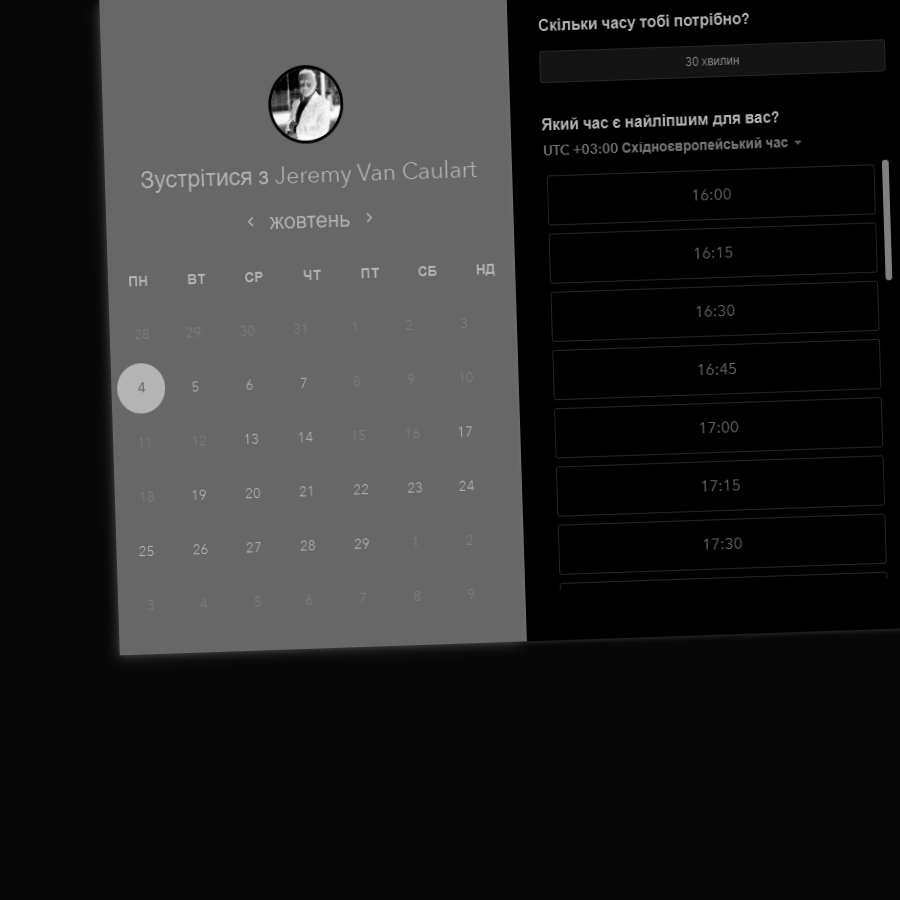 Зустрітися з Jeremy Van Caulart
жовтень
ПН ВТ СР ЧТ ПТ СБ НД
28 29 30 31 1 2 3
4 5 6 7 8 9 10
11 12 13 14 15 16 17
18 19 20 21 22 23 24
25 26 27 28 29 1 2
3 4 5 6 7 8 9
Скільки часу тобі потрібно?
30 хвилин
Який час є найліпшим для вас?
UTC +03:00 Східноєвропейський час
16:00
16:15
16:30
16:45
17:00
17:15
17:30